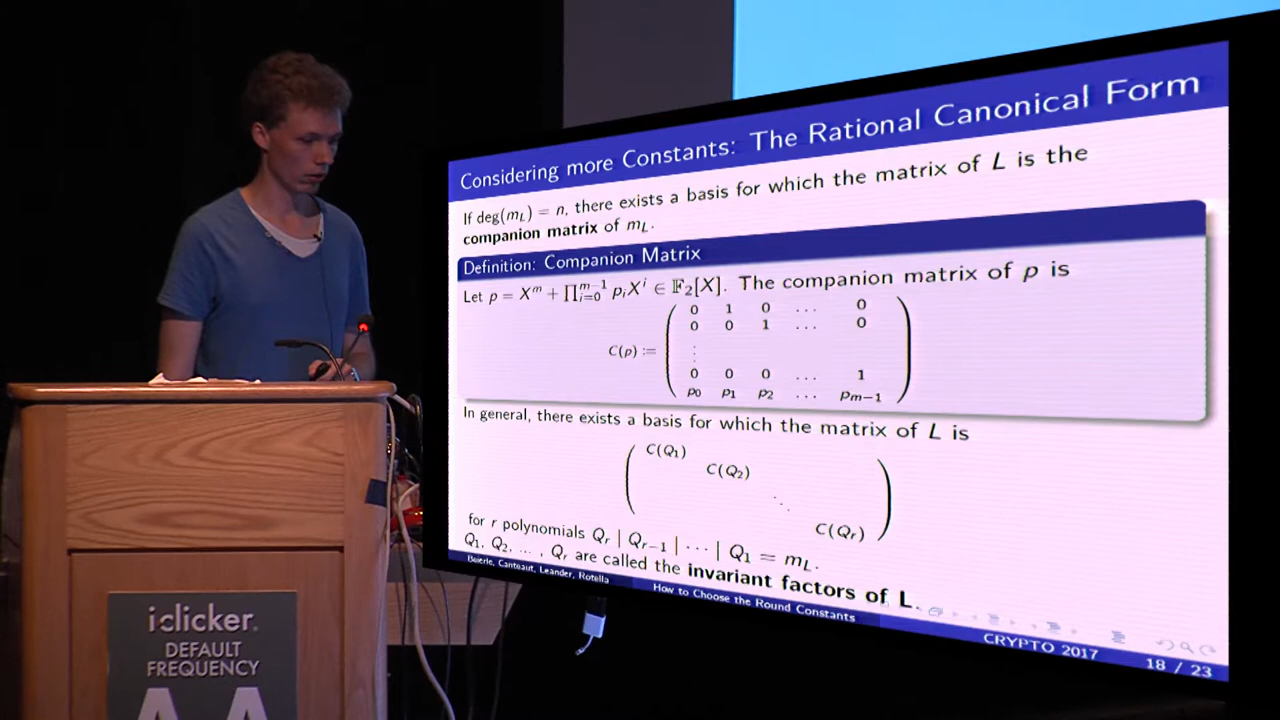 Considering more Constants: The Rational Canonical Form
If deg(m_L) = n, there exists a basis for which the matrix of L is the
companion matrix of m_L.
Definition: Companion Matrix
Let p = X^m + ∏_{i=0}^{m−1} p_i X^i ∈ 𝔽_2[X]. The companion matrix of p is
0 1 0 ... 0
0 0 1 ... 0
C(p) := ⋮
0 0 0 ... 1
p_0 p_1 p_2 ... p_{m−1}
In general, there exists a basis for which the matrix of L is
C(Q_1)
C(Q_2)
⋱
C(Q_r)
for r polynomials Q_r | Q_{r−1} | ··· | Q_1 = m_L.
Q_1, Q_2, ... , Q_r are called the invariant factors of L.
Beierle, Canteaut, Leander, Rotella
How to Choose the Round Constants
CRYPTO 2017
18 / 23
iclicker.
DEFAULT
FREQUENCY
AA